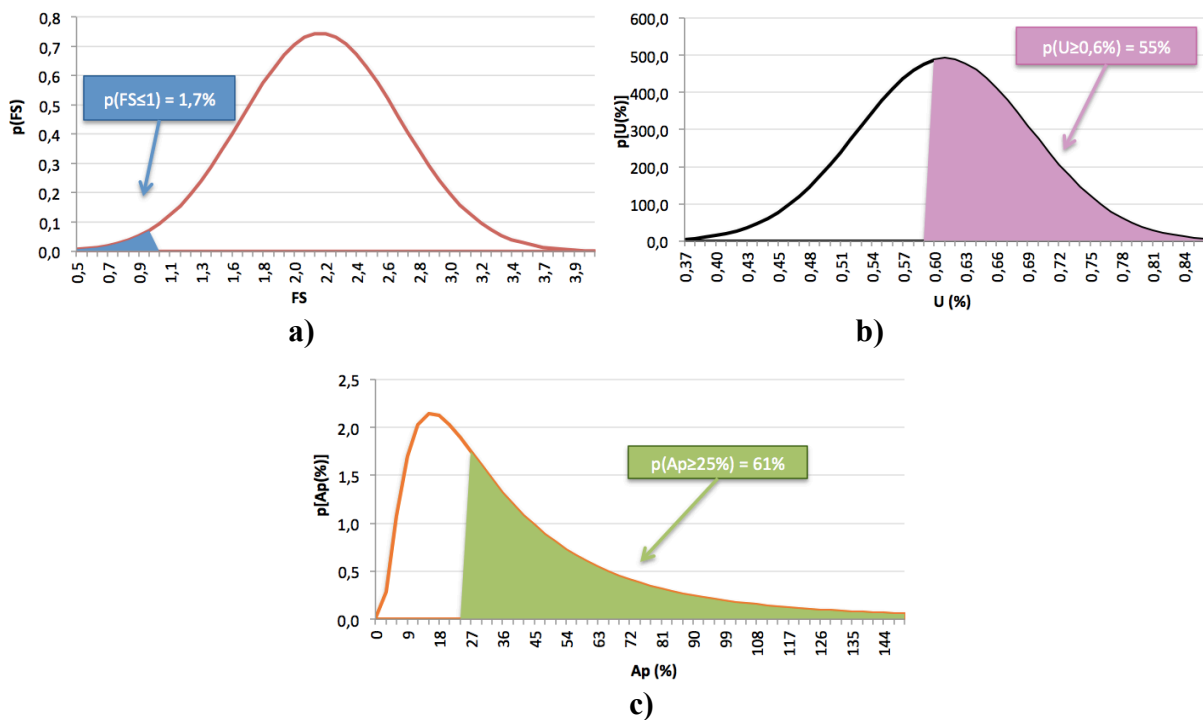 p(FS)
0,8
0,7
0,6
0,5
0,4
0,3
0,2
0,1
0,0
p(FS≤1) = 1,7%
0,5 0,7 0,9 1,1 1,3 1,6 1,8 2,0 2,2 2,4 2,6 2,8 3,0 3,2 3,4 3,6 3,9
FS
a)
p[U(%)]
600,0
500,0
400,0
300,0
200,0
100,0
0,0
p(U≥0,6%) = 55%
0,37 0,40 0,43 0,45 0,48 0,51 0,54 0,57 0,60 0,63 0,66 0,69 0,72 0,75 0,78 0,81 0,84
U (%)
b)
p[Ap(%)]
2,5
2,0
1,5
1,0
0,5
0,0
p(Ap≥25%) = 61%
0 9 18 27 36 45 54 63 72 81 90 99 108 117 126 135 144
Ap (%)
c)